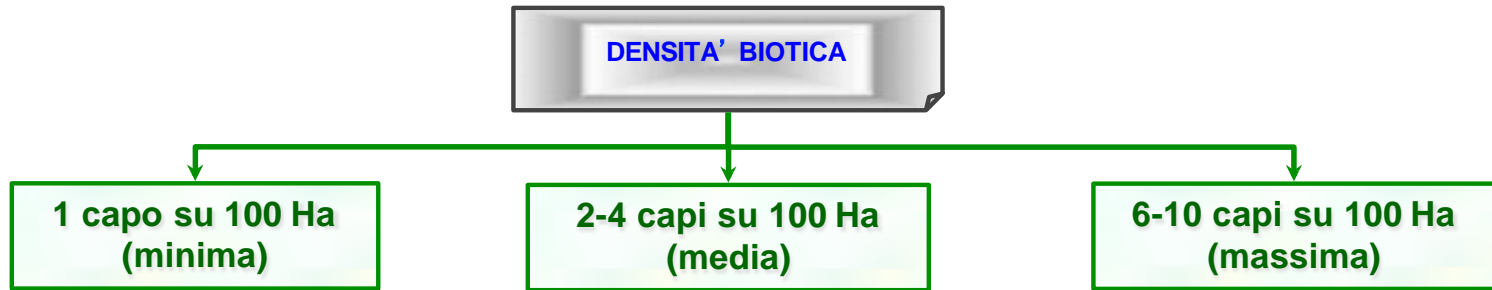 DENSITA’ BIOTICA
1 capo su 100 Ha
(minima)
2-4 capi su 100 Ha
(media)
6-10 capi su 100 Ha
(massima)